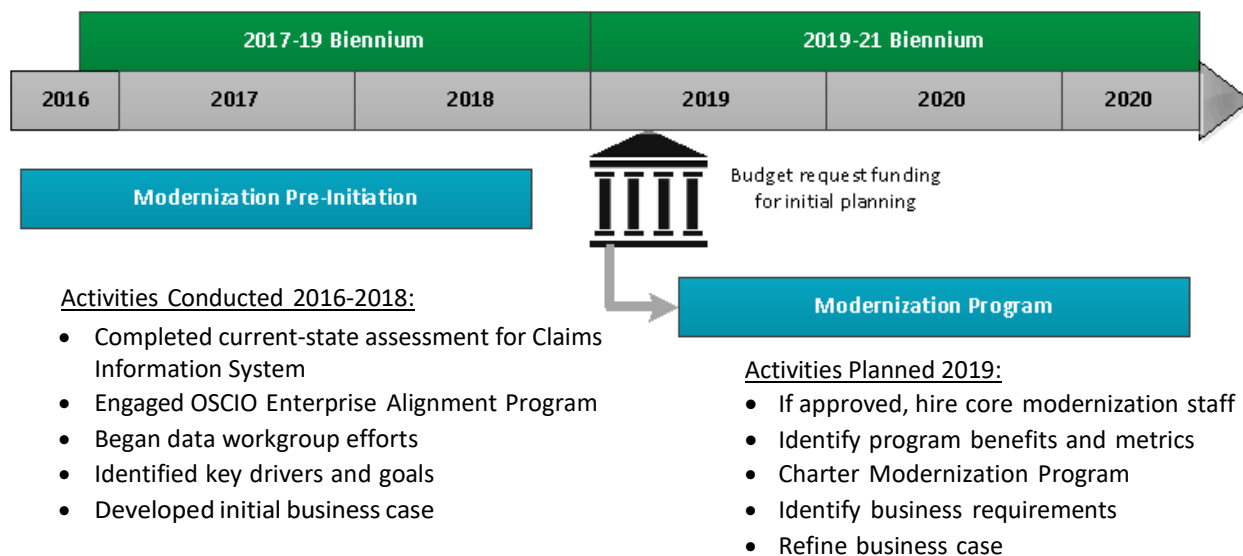 2017-19 Biennium
2019-21 Biennium
2016
2017
2018
2019
2020
2020
Modernization Pre-Initiation
Budget request funding
for initial planning
Modernization Program
Activities Conducted 2016-2018:
• Completed current-state assessment for Claims
Information System
• Engaged OSCIO Enterprise Alignment Program
• Began data workgroup efforts
• Identified key drivers and goals
• Developed initial business case
Activities Planned 2019:
• If approved, hire core modernization staff
• Identify program benefits and metrics
• Charter Modernization Program
• Identify business requirements
• Refine business case